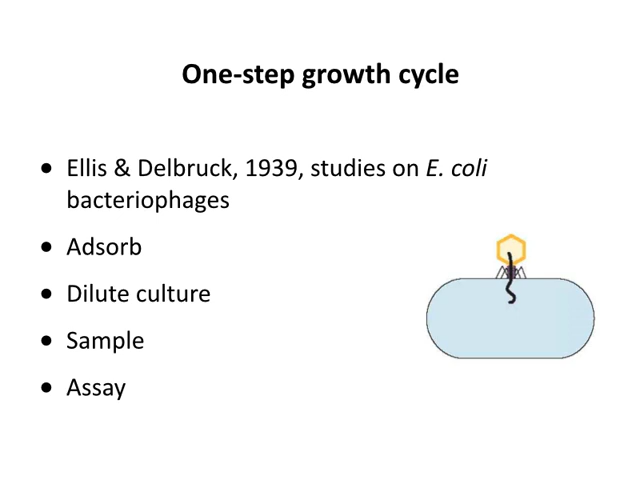 One-step growth cycle
• Ellis & Delbruck, 1939, studies on E. coli
bacteriophages
• Adsorb
• Dilute culture
• Sample
• Assay